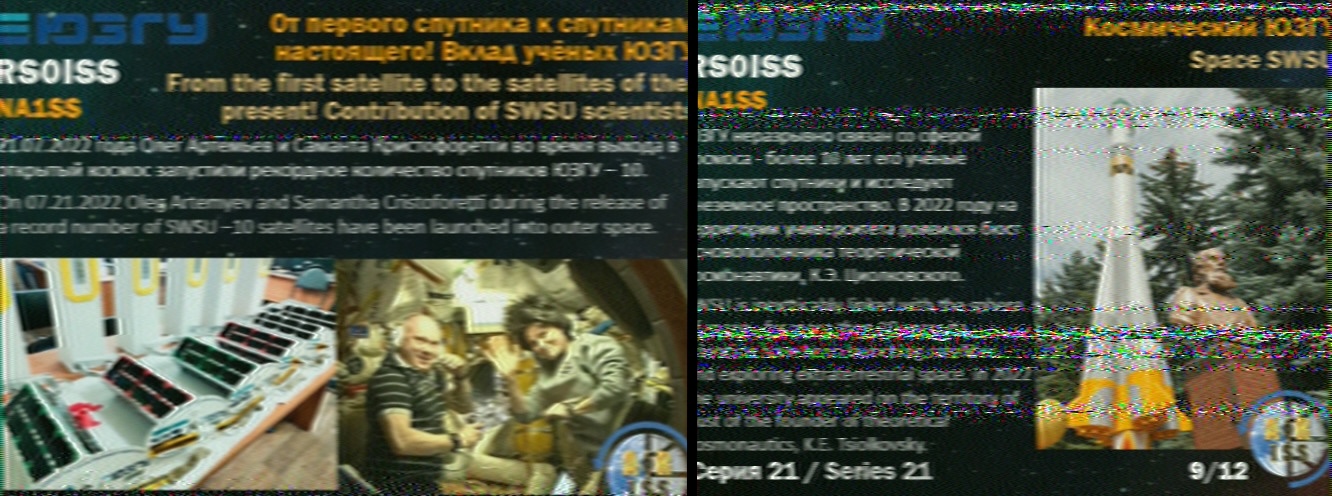 ЮЗГУ
От первого спутника к спутникам
настоящего! Вклад учёных ЮЗГУ
RS0ISS
From the first satellite to the satellites of the
NA1SS
present! Contribution of SWSU scientists
21.07.2022 года Олег Артемьев и Саманта Кристофоретти во время выхода в
открытый космос запустили рекордное количество спутников ЮЗГУ – 10.
On 07.21.2022 Oleg Artemyev and Samantha Cristoforetti during the release of
a record number of SWSU –10 satellites have been launched into outer space.
ISS
ЮЗГУ
Космический ЮЗГУ
RS0ISS
Space SWSU
NA1SS
ЮЗГУ неразрывно связан со сферой
космоса - более 10 лет его учёные
запускают спутники и исследуют
внеземное пространство. В 2022 году на
территории университета появился бюст
основоположника теоретической
космонавтики, К.Э. Циолковского.
SWSU is inextricably linked with the sphere
and exploring extraterrestrial space. In 2022
the university appeared on the territory of
bust of the founder of theoretical
cosmonautics, K.E. Tsiolkovsky.
Серия 21 / Series 21
9/12
ISS